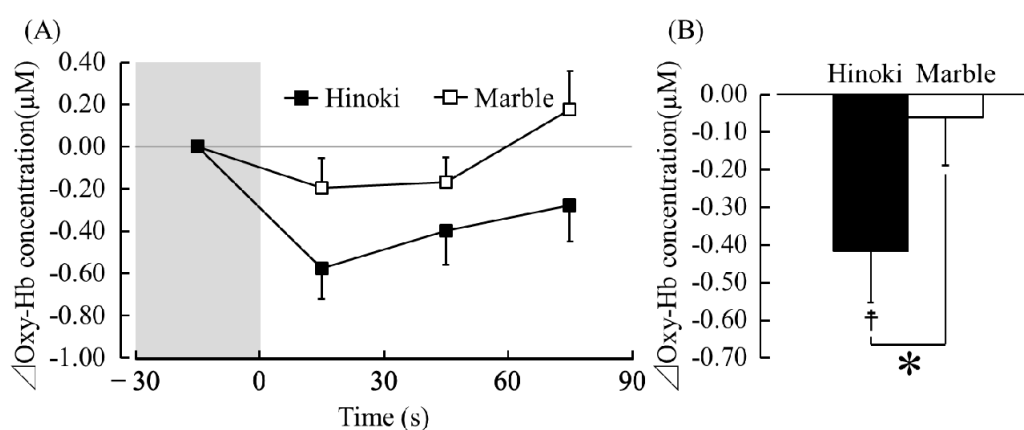 (A)
⊿Oxy-Hb concentration(μM)
0.40
0.20
0.00
-0.20
-0.40
-0.60
-0.80
-1.00
Hinoki
Marble
−30
0
30
60
90
Time (s)
(B)
⊿Oxy-Hb concentration(μM)
Hinoki Marble
0.00
-0.10
-0.20
-0.30
-0.40
-0.50
-0.60
-0.70
‡
*